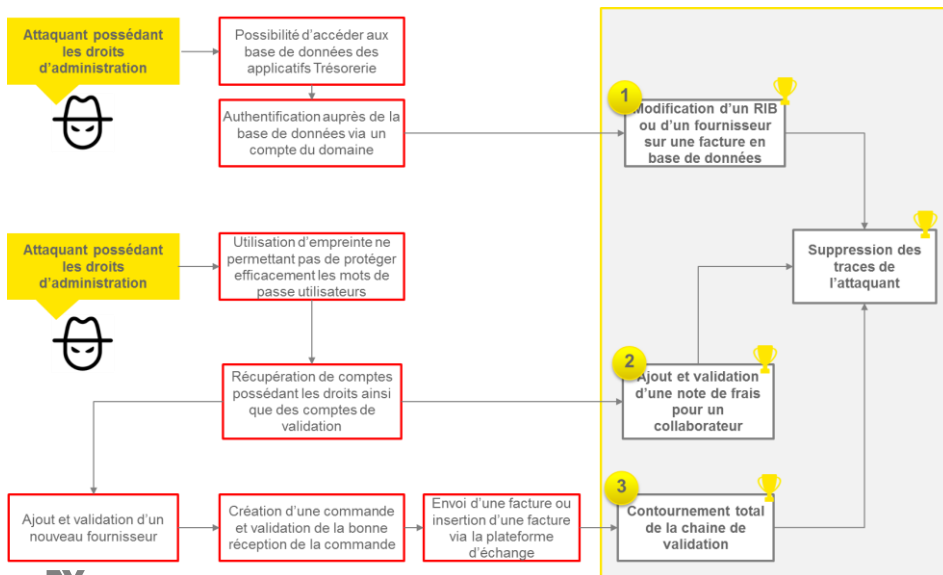 Attaquant possédant
les droits
d'administration
Possibilité d'accéder aux
base de données des
applicatifs Trésorerie
Authentification auprès de la
base de données via un
compte du domaine
1
Modification d'un RIB
ou d'un fournisseur
sur une facture en
base de données
Attaquant possédant
les droits
d'administration
Utilisation d'empreinte ne
permettant pas de protéger
efficacement les mots de
passe utilisateurs
Suppression des
traces de
l'attaquant
Récupération de comptes
possédant les droits ainsi
que des comptes de
validation
2
Ajout et validation
d'une note de frais
pour un
collaborateur
Ajout et validation d'un
nouveau fournisseur
Création d'une commande
et validation de la bonne
réception de la commande
Envoi d'une facture ou
insertion d'une facture
via la plateforme
d'échange
3
Contournement total
de la chaine de
validation